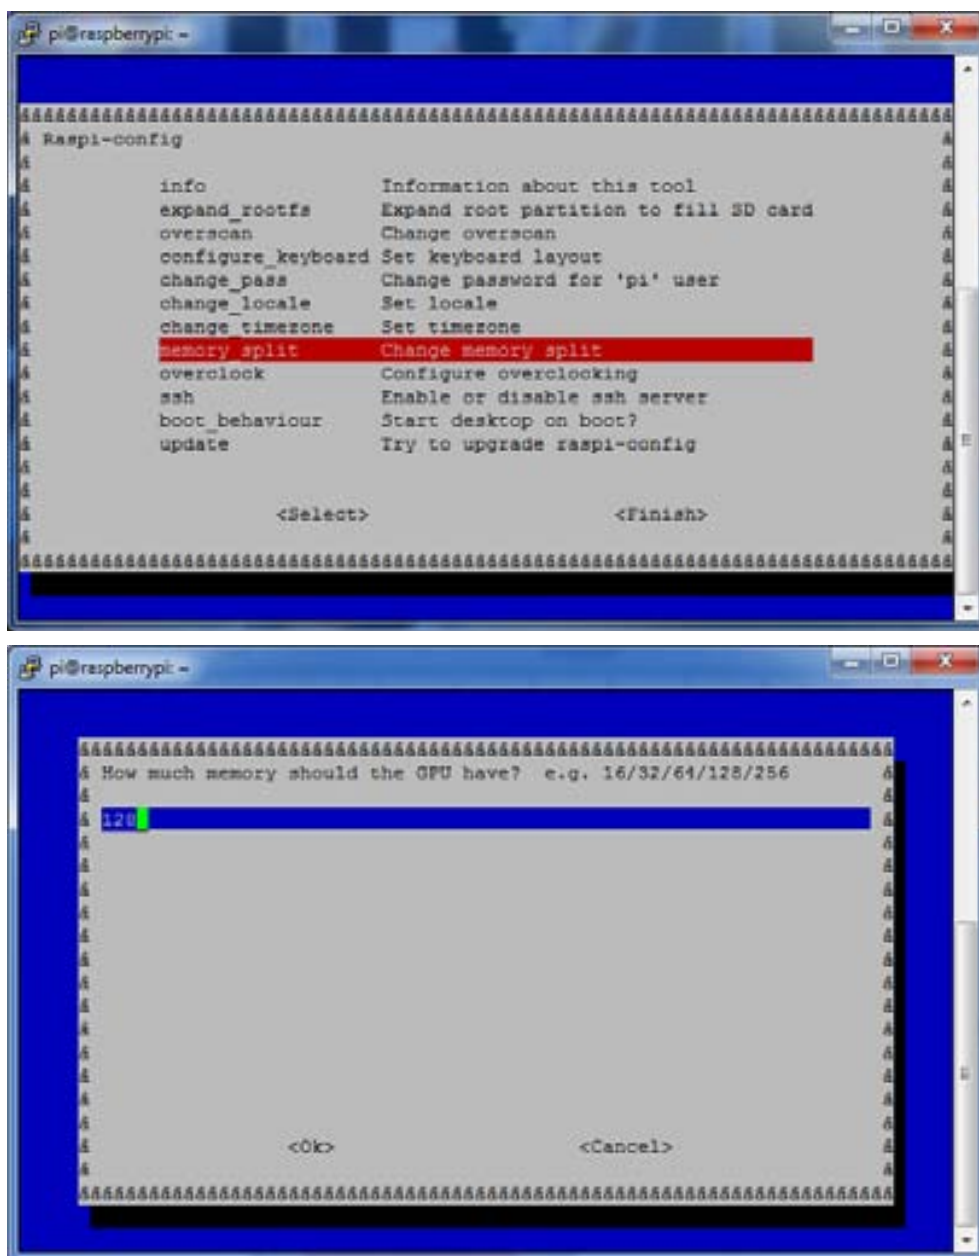 pi@raspberrypi: ~
Raspi-config
info Information about this tool
expand_rootfs Expand root partition to fill SD card
overscan Change overscan
configure_keyboard Set keyboard layout
change_pass Change password for 'pi' user
change_locale Set locale
change_timezone Set timezone
memory_split Change memory split
overclock Configure overclocking
ssh Enable or disable ssh server
boot_behaviour Start desktop on boot?
update Try to upgrade raspi-config
<Select> <Finish>
pi@raspberrypi: ~
How much memory should the GPU have? e.g. 16/32/64/128/256
128
<Ok> <Cancel>